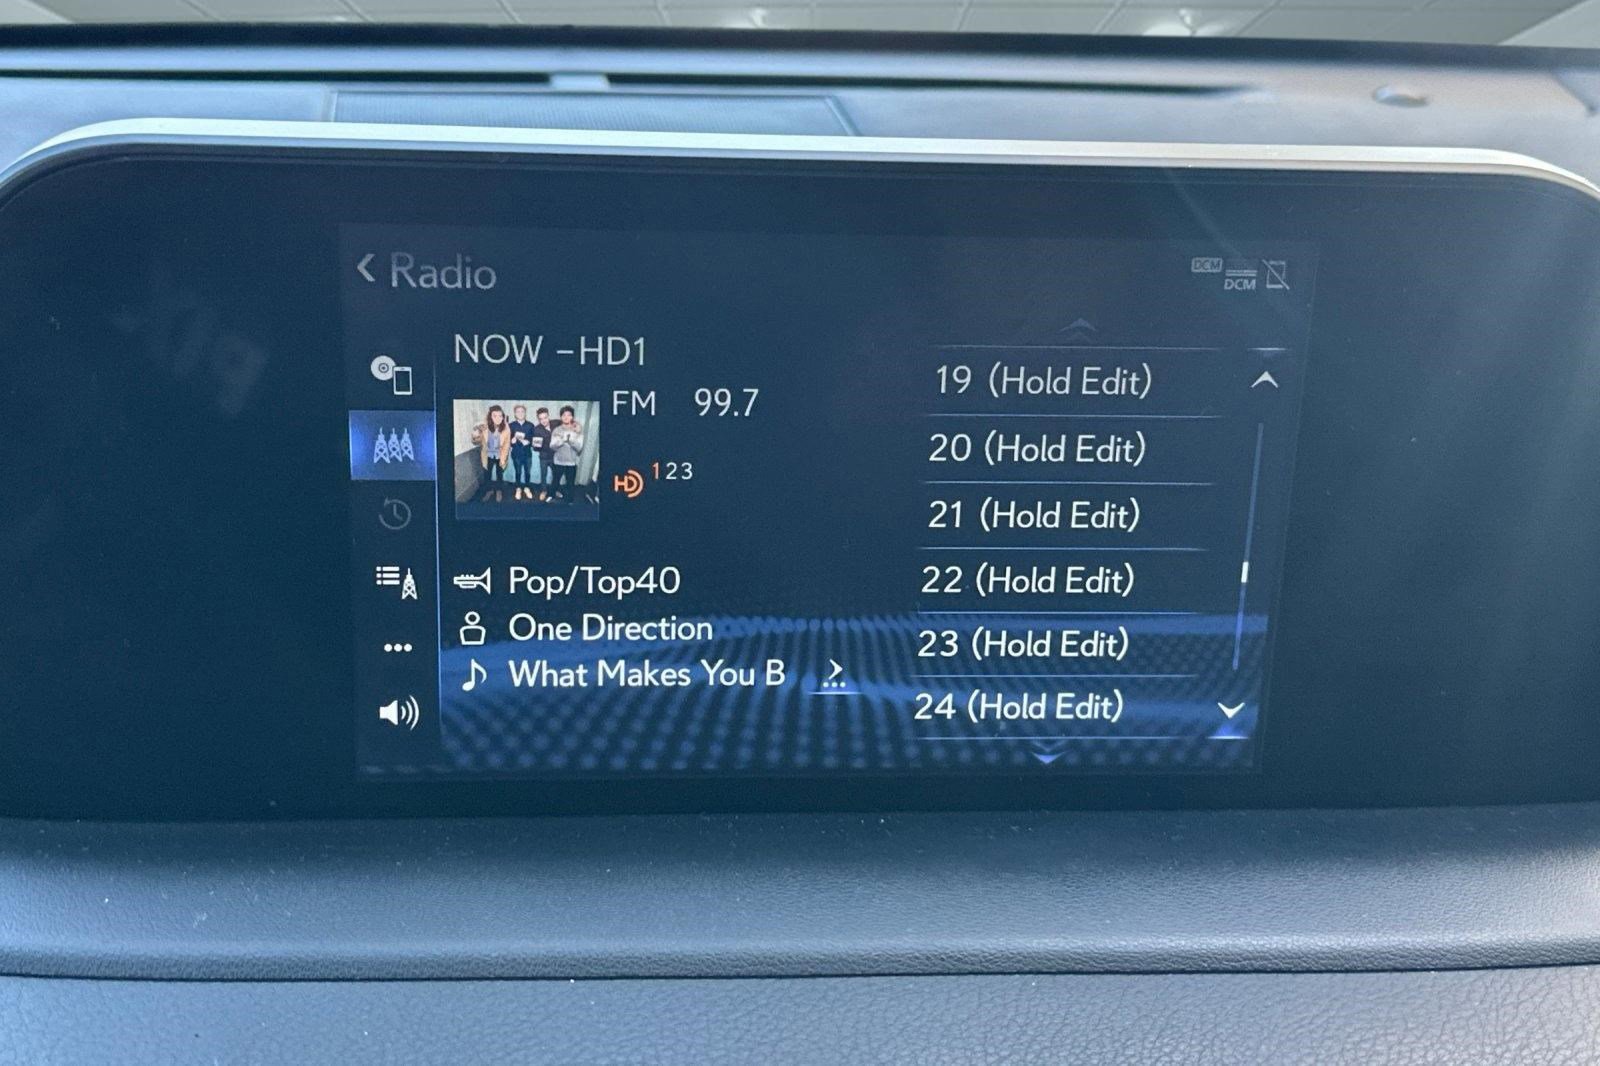 Radio
DCM
DCM
NOW -HD1
FM 99.7
HD 123
Pop/Top40
One Direction
What Makes You B
19 (Hold Edit)
20 (Hold Edit)
21 (Hold Edit)
22 (Hold Edit)
23 (Hold Edit)
24 (Hold Edit)